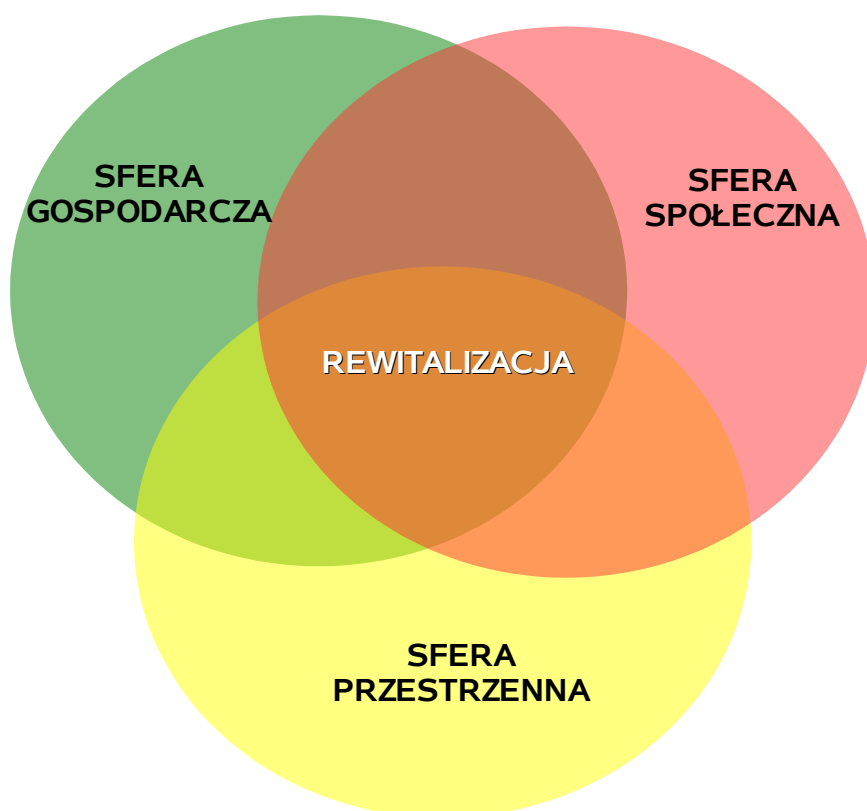 SFERA
GOSPODARCZA
SFERA
SPOŁECZNA
REWITALIZACJA
SFERA
PRZESTRZENNA